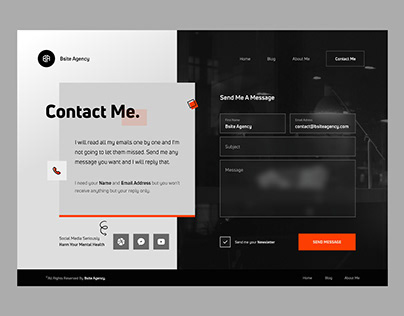 Bsite Agency
Home Blog About Me Contact Me
Contact Me.
I will read all my emails one by one and I'm
not going to let them missed. Send me any
message you want and I will reply that.
I need your Name and Email Address but you won't
receive anything but your reply only.
Social Media Seriously
Harm Your Mental Health
Send Me A Message
First Name
Bsite Agency
Email Adress
contact@bsiteagency.com
Subject
Message
Send me your Newsletter
SEND MESSAGE
All Rights Reserved By Bsite Agency.
Home Blog About Me